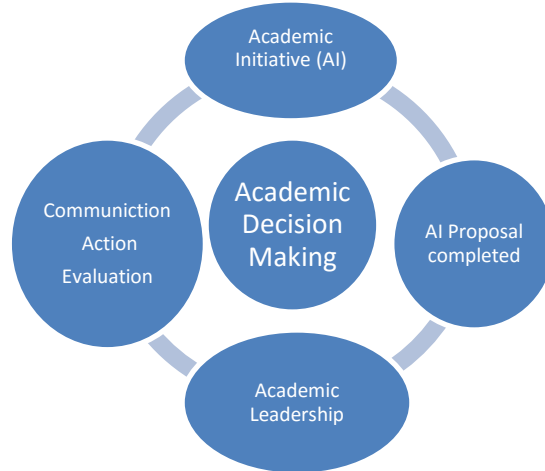 Academic
Initiative (AI)
Academic
Decision
Making
Communiction
Action
Evaluation
AI Proposal
completed
Academic
Leadership